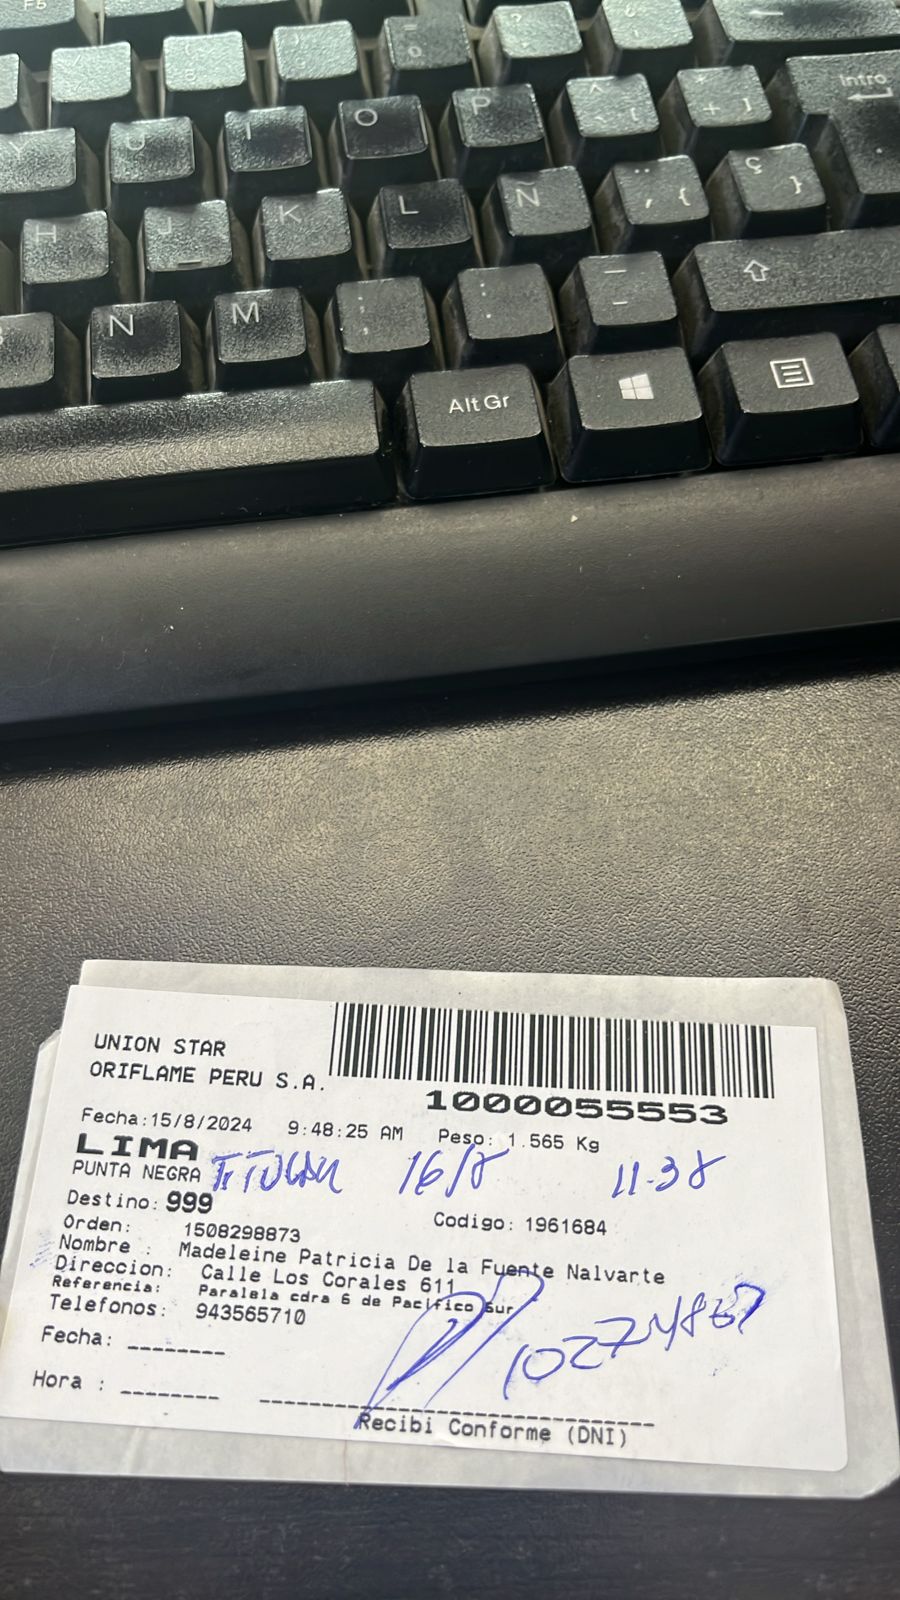 F5
Intro
Y U I O P
H J K L Ñ Ç
N M
Alt Gr
UNION STAR
ORIFLAME PERU S.A.
1000055553
Fecha:15/8/2024 9:48:25 AM Peso: 1.565 Kg
LIMA
PUNTA NEGRA TITULAR 16/8 11-38
Destino: 999
Orden: 1508298873 Codigo: 1961684
Nombre : Madeleine Patricia De la Fuente Nalvarte
Direccion: Calle Los Corales 611
Referencia: Paralela cdra 6 de Pacifico sur
Telefonos: 943565710
Fecha: ________
Hora : ________
Recibi Conforme (DNI)